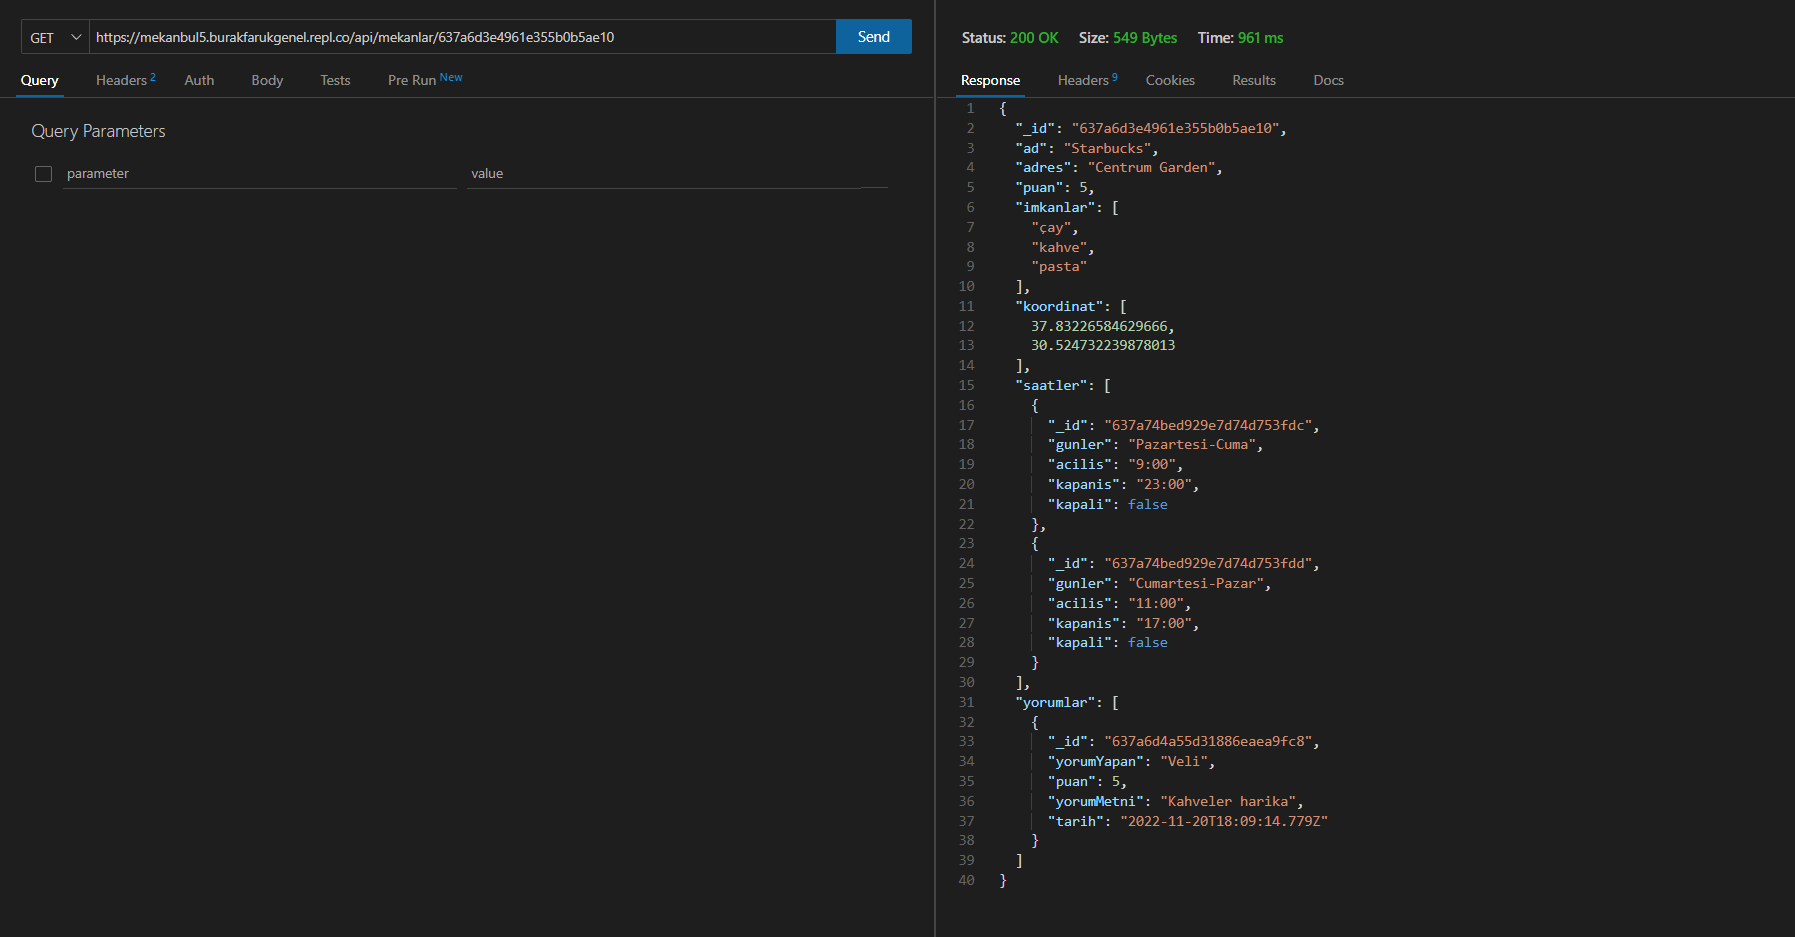 GET https://mekanbul5.burakfarukgenel.repl.co/api/mekanlar/637a6d3e4961e355b0b5ae10 Send
Query Headers 2 Auth Body Tests Pre Run New
Query Parameters
parameter value
Status: 200 OK Size: 549 Bytes Time: 961 ms
Response Headers 9 Cookies Results Docs
1 {
2 "_id": "637a6d3e4961e355b0b5ae10",
3 "ad": "Starbucks",
4 "adres": "Centrum Garden",
5 "puan": 5,
6 "imkanlar": [
7 "çay",
8 "kahve",
9 "pasta"
10 ],
11 "koordinat": [
12 37.83226584629666,
13 30.524732239878013
14 ],
15 "saatler": [
16 {
17 "_id": "637a74bed929e7d74d753fdc",
18 "gunler": "Pazartesi-Cuma",
19 "acilis": "9:00",
20 "kapanis": "23:00",
21 "kapali": false
22 },
23 {
24 "_id": "637a74bed929e7d74d753fdd",
25 "gunler": "Cumartesi-Pazar",
26 "acilis": "11:00",
27 "kapanis": "17:00",
28 "kapali": false
29 }
30 ],
31 "yorumlar": [
32 {
33 "_id": "637a6d4a55d31886eaea9fc8",
34 "yorumYapan": "Veli",
35 "puan": 5,
36 "yorumMetni": "Kahveler harika",
37 "tarih": "2022-11-20T18:09:14.779Z"
38 }
39 ]
40 }